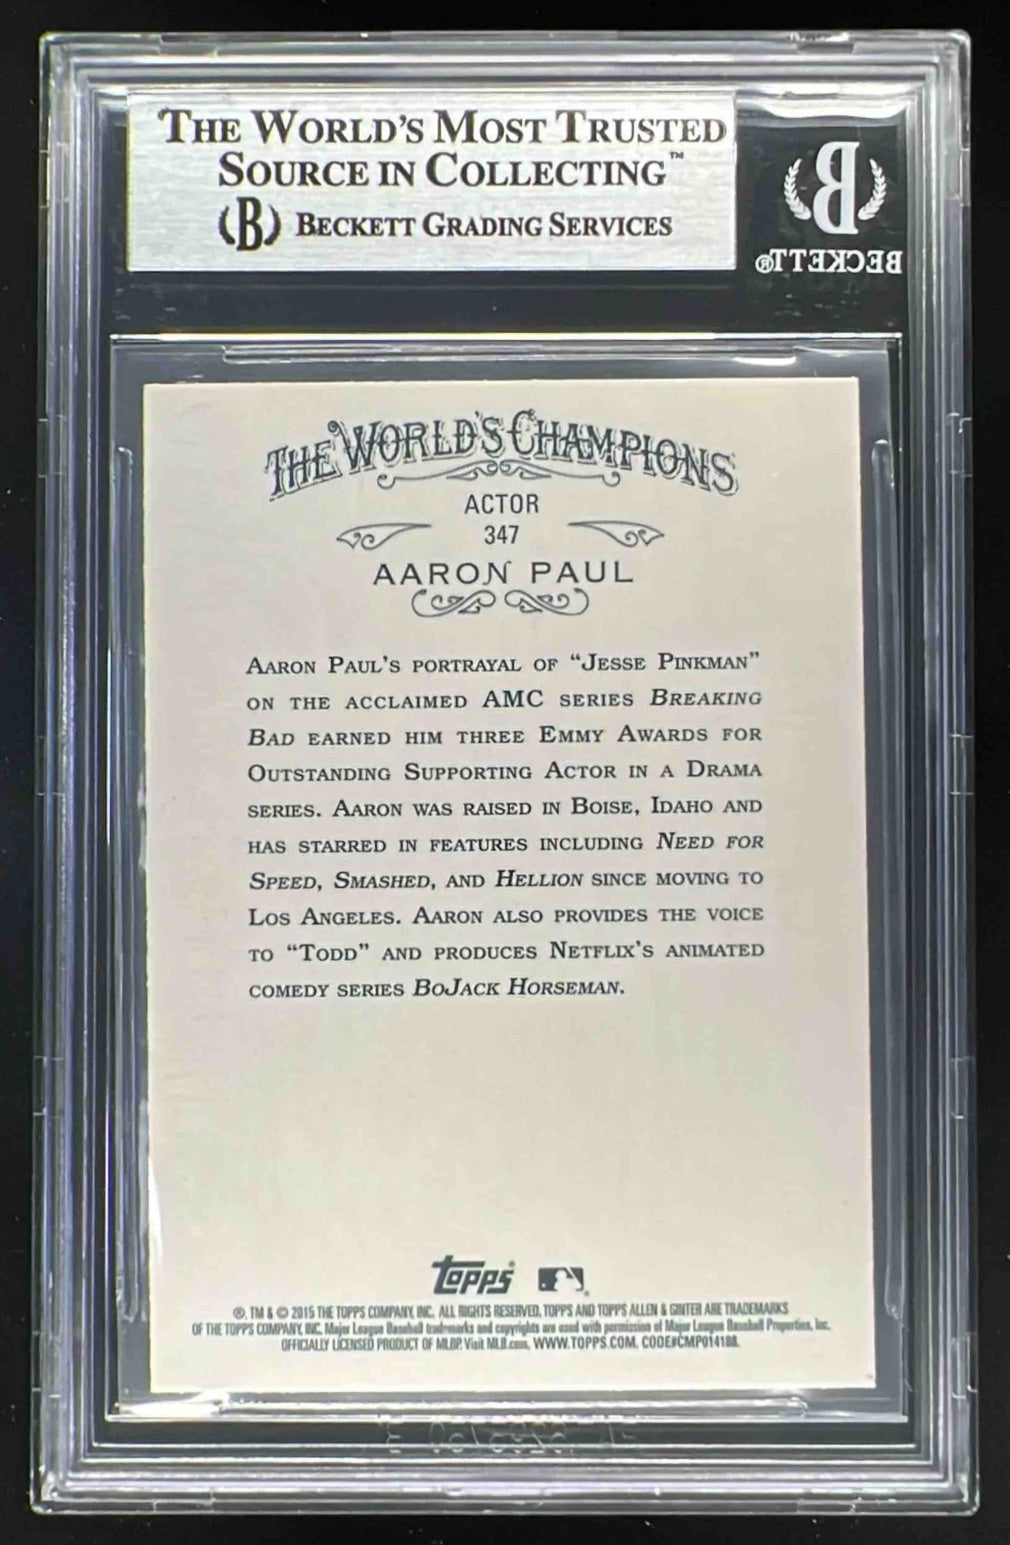 THE WORLD'S MOST TRUSTED
SOURCE IN COLLECTING™
(B) BECKETT GRADING SERVICES
B
BECKETT®
THE WORLD'S CHAMPIONS
ACTOR
347
AARON PAUL
AARON PAUL'S PORTRAYAL OF “JESSE PINKMAN”
ON THE ACCLAIMED AMC SERIES BREAKING
BAD EARNED HIM THREE EMMY AWARDS FOR
OUTSTANDING SUPPORTING ACTOR IN A DRAMA
SERIES. AARON WAS RAISED IN BOISE, IDAHO AND
HAS STARRED IN FEATURES INCLUDING NEED FOR
SPEED, SMASHED, AND HELLION SINCE MOVING TO
LOS ANGELES. AARON ALSO PROVIDES THE VOICE
TO “TODD” AND PRODUCES NETFLIX'S ANIMATED
COMEDY SERIES BOJACK HORSEMAN.
Topps
®, TM & © 2015 THE TOPPS COMPANY, INC. ALL RIGHTS RESERVED. TOPPS AND TOPPS ALLEN & GINTER ARE TRADEMARKS
OF THE TOPPS COMPANY, INC. Major League Baseball trademarks and copyrights are used with permission of Major League Baseball Properties, Inc.
OFFICIALLY LICENSED PRODUCT OF MLBP. Visit MLB.com. WWW.TOPPS.COM. CODE#CMP014188.